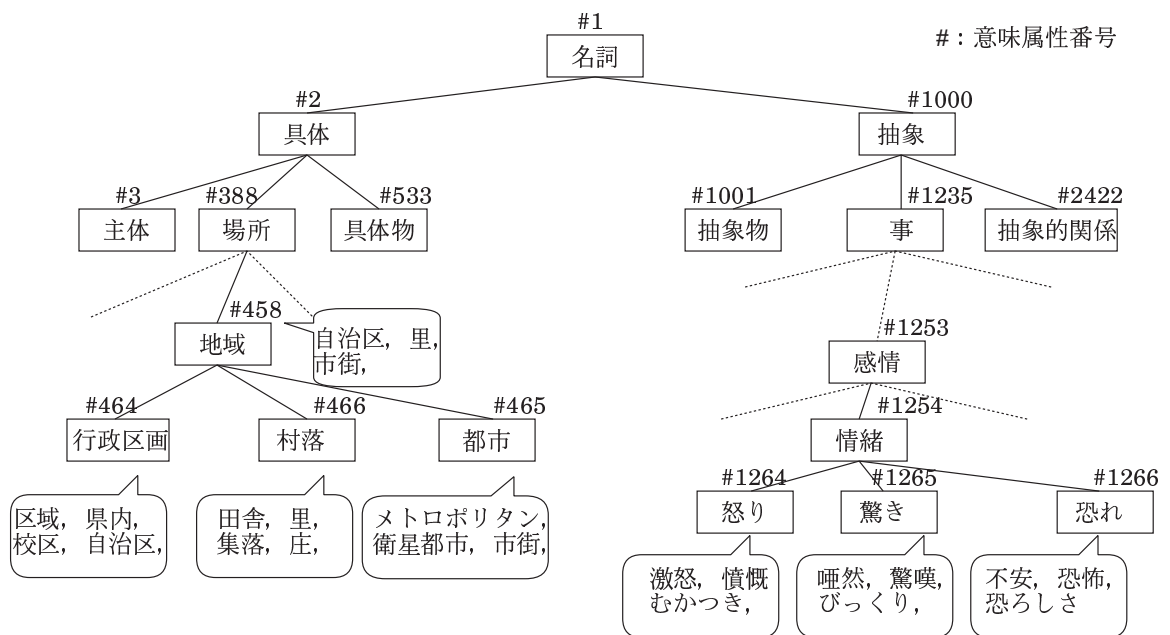 #1
名詞
#：意味属性番号
#2
具体
#1000
抽象
#3
主体
#388
場所
#533
具体物
#1001
抽象物
#1235
事
#2422
抽象的関係
#458
地域
自治区，里，
市街，
#1253
感情
#464
行政区画
#466
村落
#465
都市
#1254
情緒
区域，県内，
校区，自治区，
田舎，里，
集落，庄，
メトロポリタン，
衛星都市，市街，
#1264
怒り
#1265
驚き
#1266
恐れ
激怒，憤慨
むかつき，
唖然，驚嘆，
びっくり，
不安，恐怖，
恐ろしさ